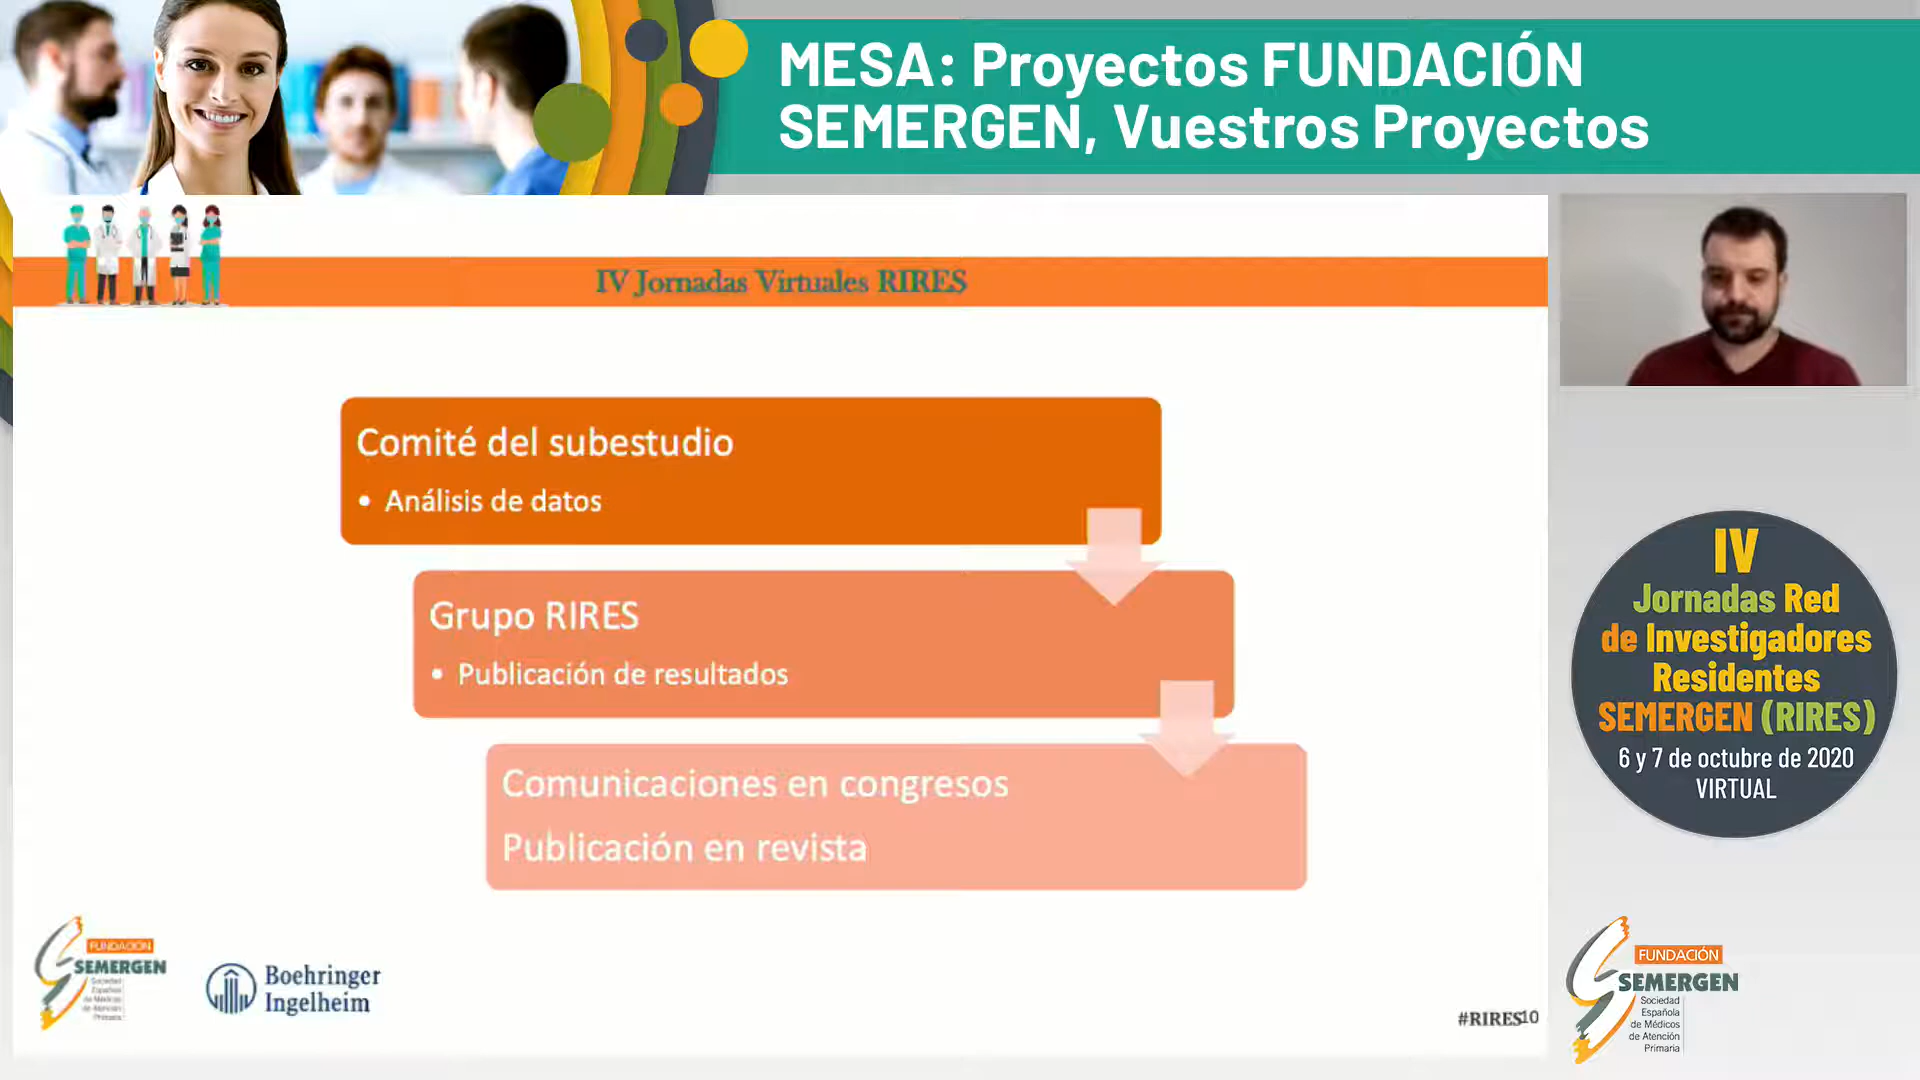 MESA: Proyectos FUNDACIÓN
SEMERGEN, Vuestros Proyectos
IV Jornadas Virtuales RIRES
Comité del subestudio
• Análisis de datos
Grupo RIRES
• Publicación de resultados
Comunicaciones en congresos
Publicación en revista
FUNDACIÓN
SEMERGEN
Sociedad
Española
de Médicos
de Atención
Primaria
Boehringer
Ingelheim
#RIRES10
IV
Jornadas Red
de Investigadores
Residentes
SEMERGEN (RIRES)
6 y 7 de octubre de 2020
VIRTUAL
FUNDACIÓN
SEMERGEN
Sociedad
Española
de Médicos
de Atención
Primaria